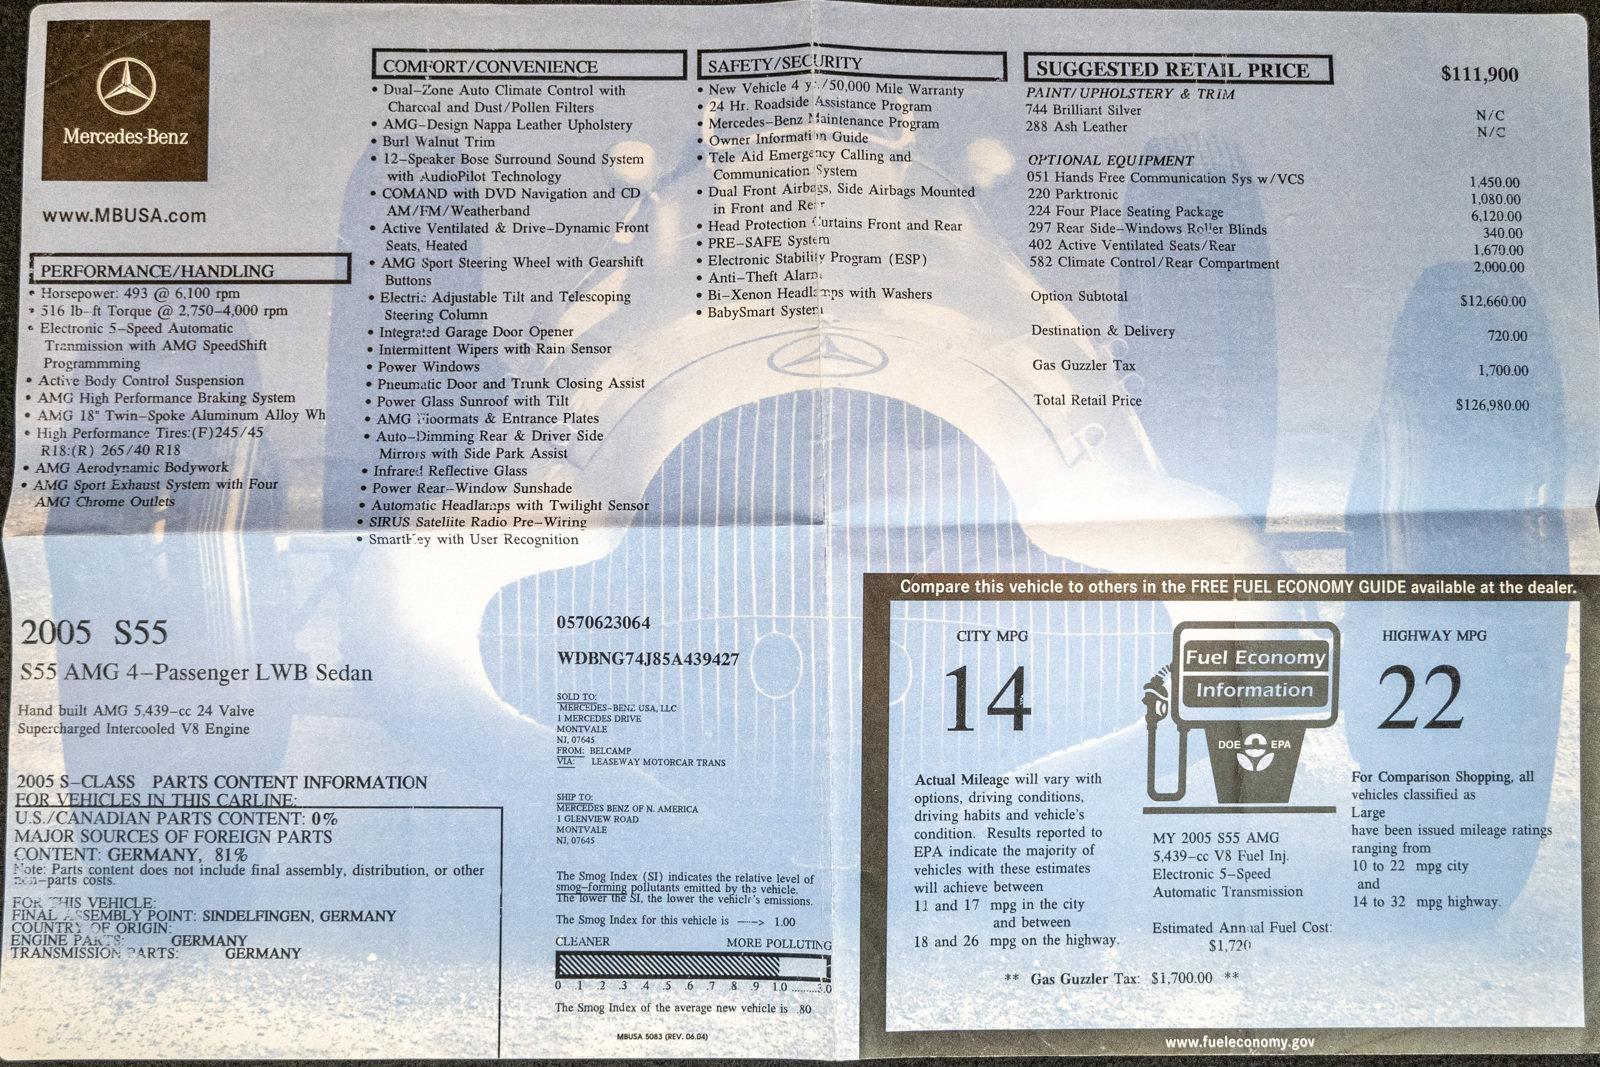 Mercedes-Benz
www.MBUSA.com
PERFORMANCE/HANDLING
• Horsepower: 493 @ 6,100 rpm
• 516 lb-ft Torque @ 2,750-4,000 rpm
• Electronic 5-Speed Automatic
Tranmission with AMG SpeedShift
Programmming
• Active Body Control Suspension
• AMG High Performance Braking System
• AMG 18" Twin-Spoke Aluminum Alloy Wh
• High Performance Tires:(F)245/45
R18:(R) 265/40 R18
• AMG Aerodynamic Bodywork
• AMG Sport Exhaust System with Four
AMG Chrome Outlets
COMFORT/CONVENIENCE
• Dual-Zone Auto Climate Control with
Charcoal and Dust/Pollen Filters
• AMG-Design Nappa Leather Upholstery
• Burl Walnut Trim
• 12-Speaker Bose Surround Sound System
with AudioPilot Technology
• COMAND with DVD Navigation and CD
AM/FM/Weatherband
• Active Ventilated & Drive-Dynamic Front
Seats, Heated
• AMG Sport Steering Wheel with Gearshift
Buttons
• Electric Adjustable Tilt and Telescoping
Steering Column
• Integrated Garage Door Opener
• Intermittent Wipers with Rain Sensor
• Power Windows
• Pneumatic Door and Trunk Closing Assist
• Power Glass Sunroof with Tilt
• AMG Floormats & Entrance Plates
• Auto-Dimming Rear & Driver Side
Mirrors with Side Park Assist
• Infrared Reflective Glass
• Power Rear-Window Sunshade
• Automatic Headlamps with Twilight Sensor
• SIRUS Satellite Radio Pre-Wiring
• SmartKey with User Recognition
SAFETY/SECURITY
• New Vehicle 4 yr./50,000 Mile Warranty
• 24 Hr. Roadside Assistance Program
• Mercedes-Benz Maintenance Program
• Owner Information Guide
• Tele Aid Emergency Calling and
Communication System
• Dual Front Airbags, Side Airbags Mounted
in Front and Rear
• Head Protection Curtains Front and Rear
• PRE-SAFE System
• Electronic Stability Program (ESP)
• Anti-Theft Alarm
• Bi-Xenon Headlamps with Washers
• BabySmart System
SUGGESTED RETAIL PRICE $111,900
PAINT/UPHOLSTERY & TRIM
744 Brilliant Silver N/C
288 Ash Leather N/C
OPTIONAL EQUIPMENT
051 Hands Free Communication Sys w/VCS 1,450.00
220 Parktronic 1,080.00
224 Four Place Seating Package 6,120.00
297 Rear Side-Windows Roller Blinds 340.00
402 Active Ventilated Seats/Rear 1,670.00
582 Climate Control/Rear Compartment 2,000.00
Option Subtotal $12,660.00
Destination & Delivery 720.00
Gas Guzzler Tax 1,700.00
Total Retail Price $126,980.00
2005 S55
S55 AMG 4-Passenger LWB Sedan
Hand built AMG 5,439-cc 24 Valve
Supercharged Intercooled V8 Engine
2005 S-CLASS PARTS CONTENT INFORMATION
FOR VEHICLES IN THIS CARLINE:
U.S./CANADIAN PARTS CONTENT: 0%
MAJOR SOURCES OF FOREIGN PARTS
CONTENT: GERMANY, 81%
Note: Parts content does not include final assembly, distribution, or other
non-parts costs.
FOR THIS VEHICLE:
FINAL ASSEMBLY POINT: SINDELFINGEN, GERMANY
COUNTRY OF ORIGIN:
ENGINE PARTS: GERMANY
TRANSMISSION PARTS: GERMANY
0570623064
WDBNG74J85A439427
SOLD TO:
MERCEDES-BENZ USA, LLC
1 MERCEDES DRIVE
MONTVALE
NJ, 07645
FROM: BELCAMP
VIA: LEASEWAY MOTORCAR TRANS
SHIP TO:
MERCEDES BENZ OF N. AMERICA
1 GLENVIEW ROAD
MONTVALE
NJ, 07645
The Smog Index (SI) indicates the relative level of
smog-forming pollutants emitted by the vehicle.
The lower the SI, the lower the vehicle's emissions.
The Smog Index for this vehicle is ---> 1.00
CLEANER MORE POLLUTING
0 .1 .2 .3 .4 .5 .6 .7 .8 .9 1.0 ........3.0
The Smog Index of the average new vehicle is .80
MBUSA 5083 (REV. 06.04)
Compare this vehicle to others in the FREE FUEL ECONOMY GUIDE available at the dealer.
CITY MPG
14
Fuel Economy
Information
DOE EPA
HIGHWAY MPG
22
Actual Mileage will vary with
options, driving conditions,
driving habits and vehicle's
condition. Results reported to
EPA indicate the majority of
vehicles with these estimates
will achieve between
11 and 17 mpg in the city
and between
18 and 26 mpg on the highway.
MY 2005 S55 AMG
5,439-cc V8 Fuel Inj.
Electronic 5-Speed
Automatic Transmission
Estimated Annual Fuel Cost:
$1,720
For Comparison Shopping, all
vehicles classified as
Large
have been issued mileage ratings
ranging from
10 to 22 mpg city
and
14 to 32 mpg highway.
** Gas Guzzler Tax: $1,700.00 **
www.fueleconomy.gov